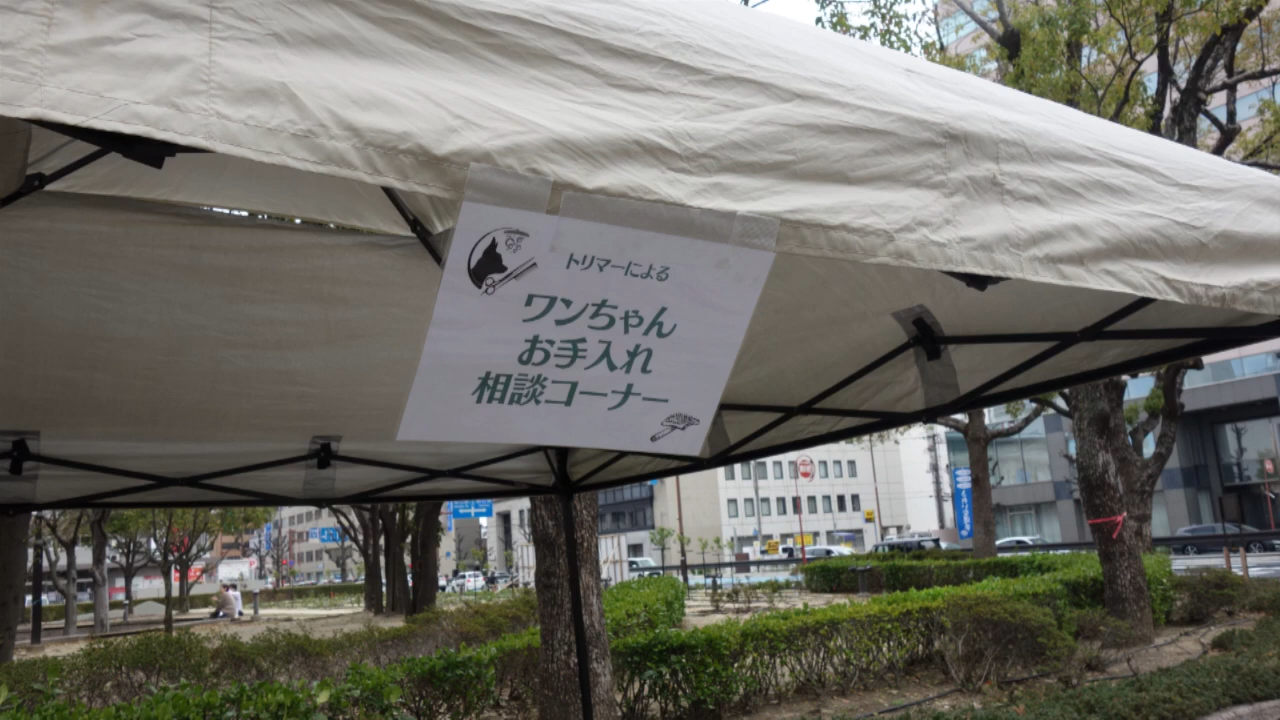 トリマーによる
ワンちゃん
お手入れ
相談コーナー